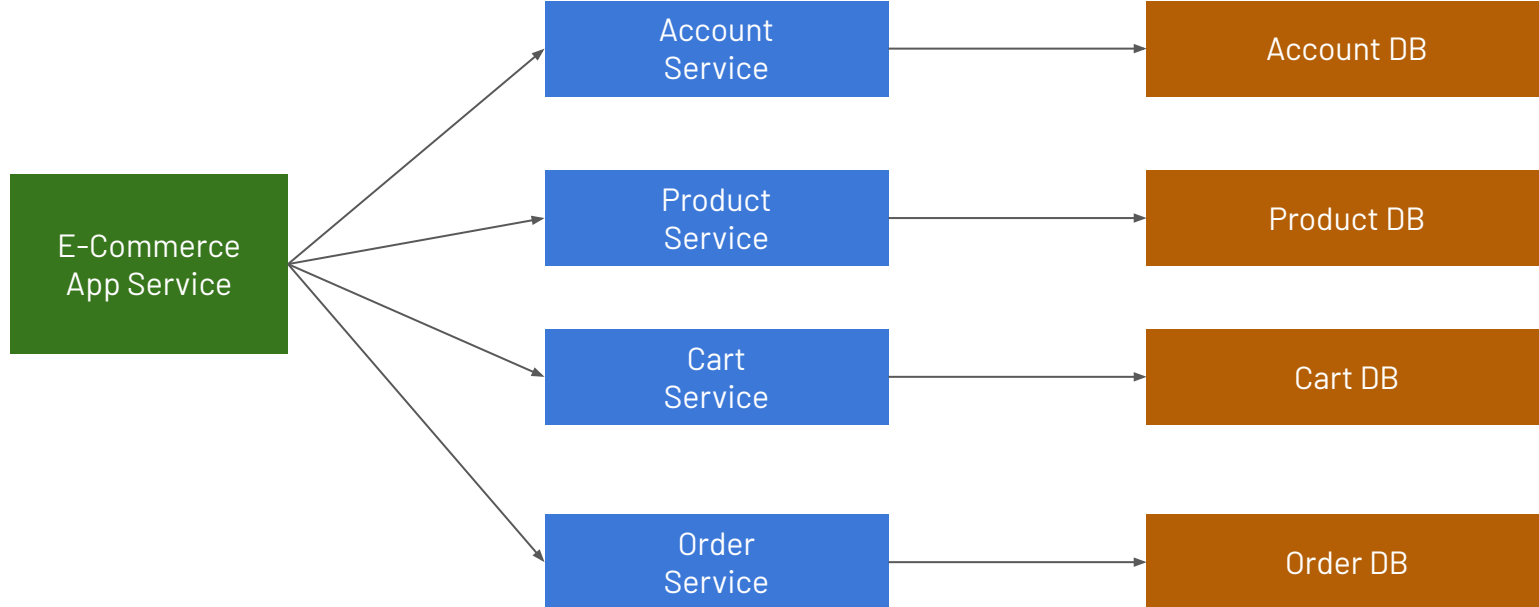 E-Commerce
App Service
Account
Service
Account DB
Product
Service
Product DB
Cart
Service
Cart DB
Order
Service
Order DB